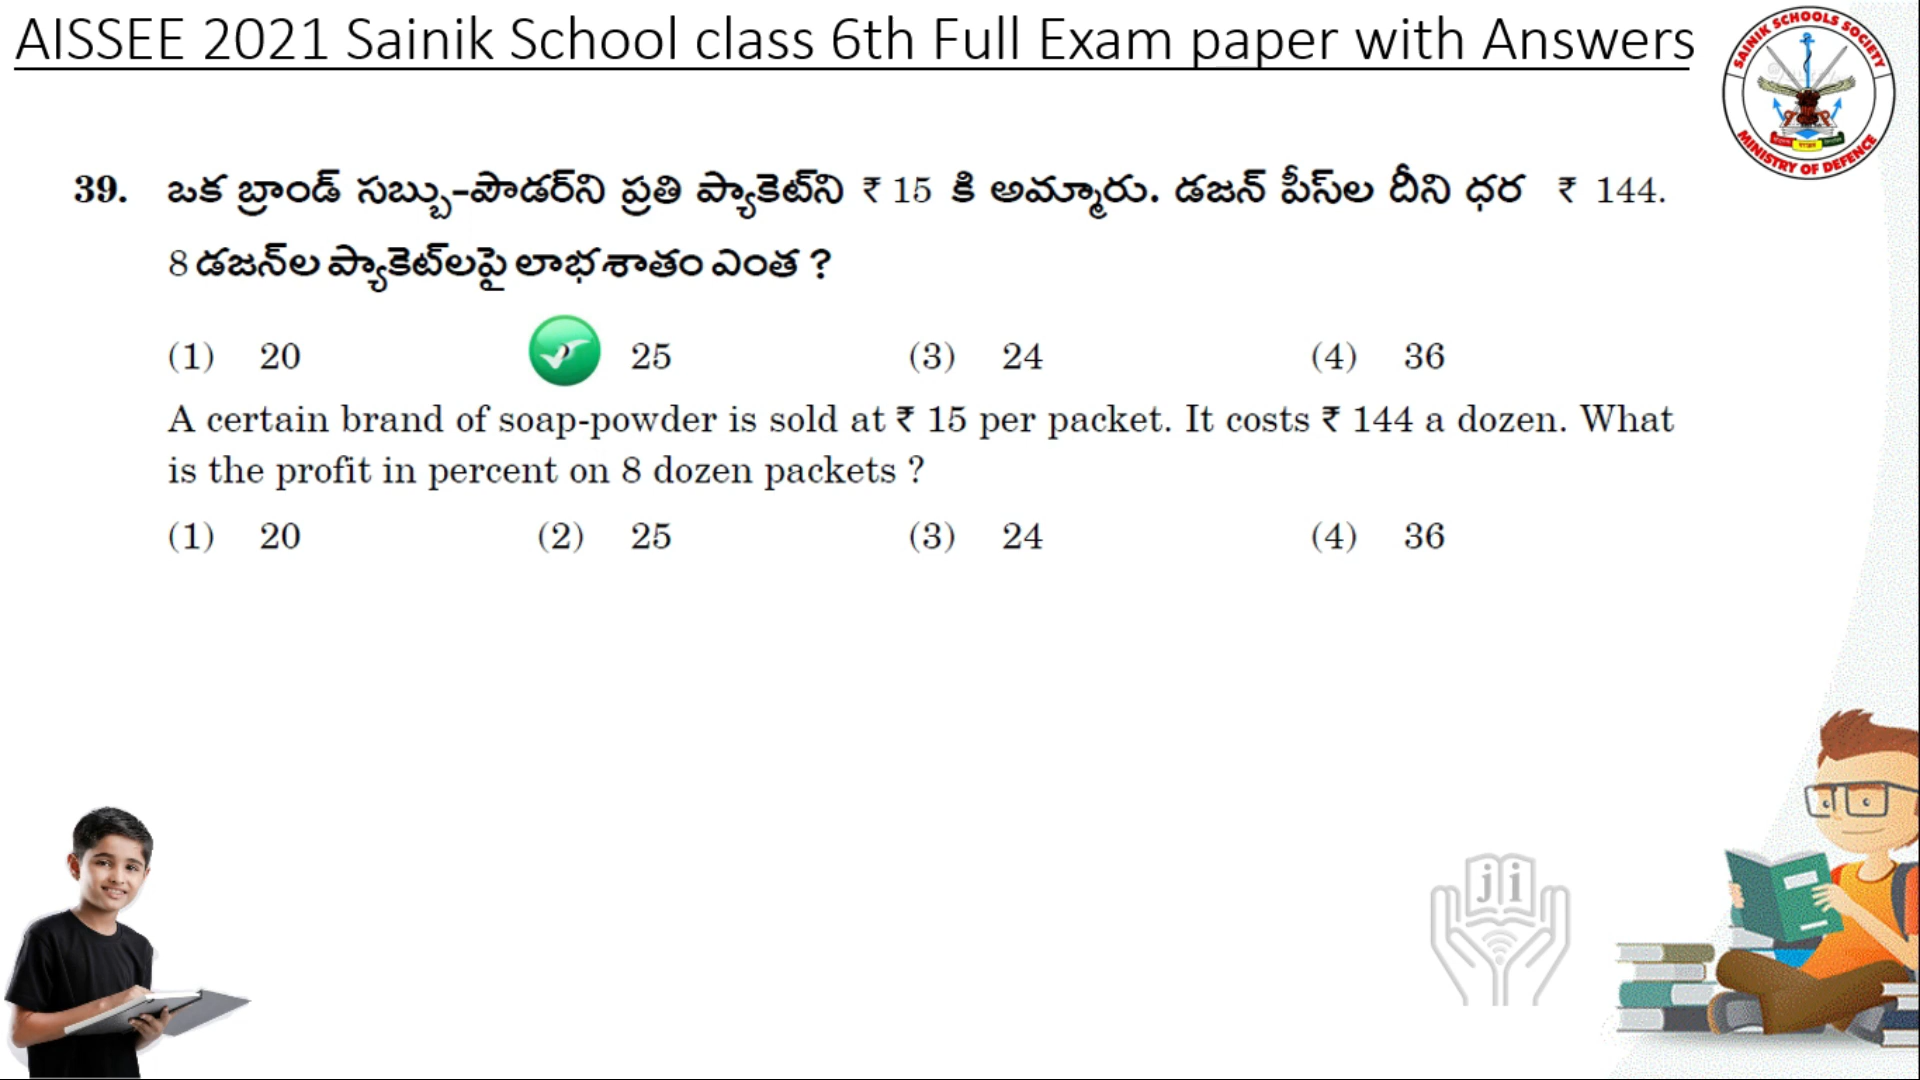 AISSEE 2021 Sainik School class 6th Full Exam paper with Answers
SAINIK SCHOOLS SOCIETY
MINISTRY OF DEFENCE
39. ఒక బ్రాండ్ సబ్బు-పౌడర్‌ని ప్రతి ప్యాకెట్‌ని ₹ 15 కి అమ్మారు. డజన్ పీస్‌ల దీని ధర ₹ 144.
8 డజన్‌ల ప్యాకెట్‌లపై లాభశాతం ఎంత ?
(1) 20 25 (3) 24 (4) 36
A certain brand of soap-powder is sold at ₹ 15 per packet. It costs ₹ 144 a dozen. What
is the profit in percent on 8 dozen packets ?
(1) 20 (2) 25 (3) 24 (4) 36
ji